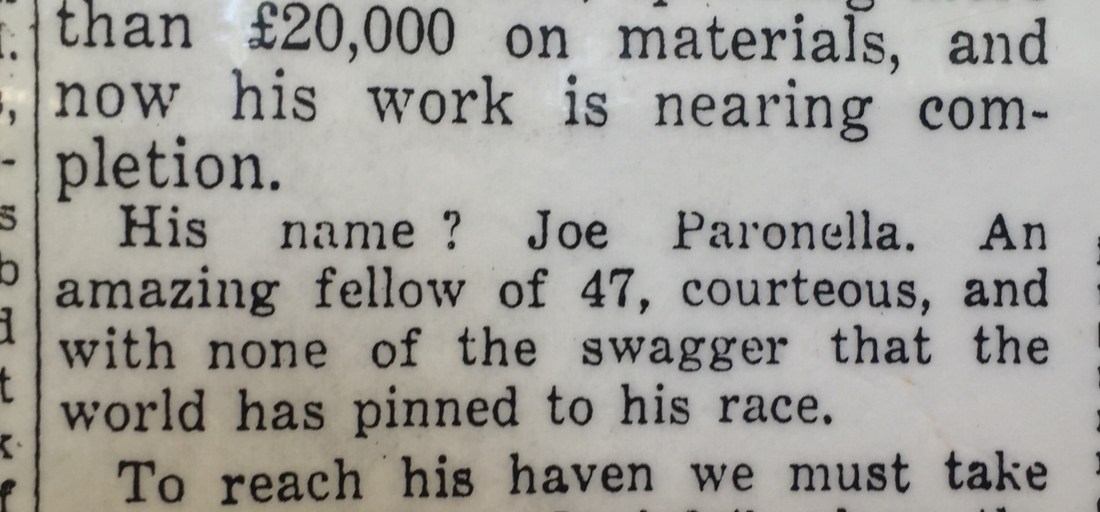 than £20,000 on materials, and
now his work is nearing com-
pletion.
His name ? Joe Paronella. An
amazing fellow of 47, courteous, and
with none of the swagger that the
world has pinned to his race.
To reach his haven we must take